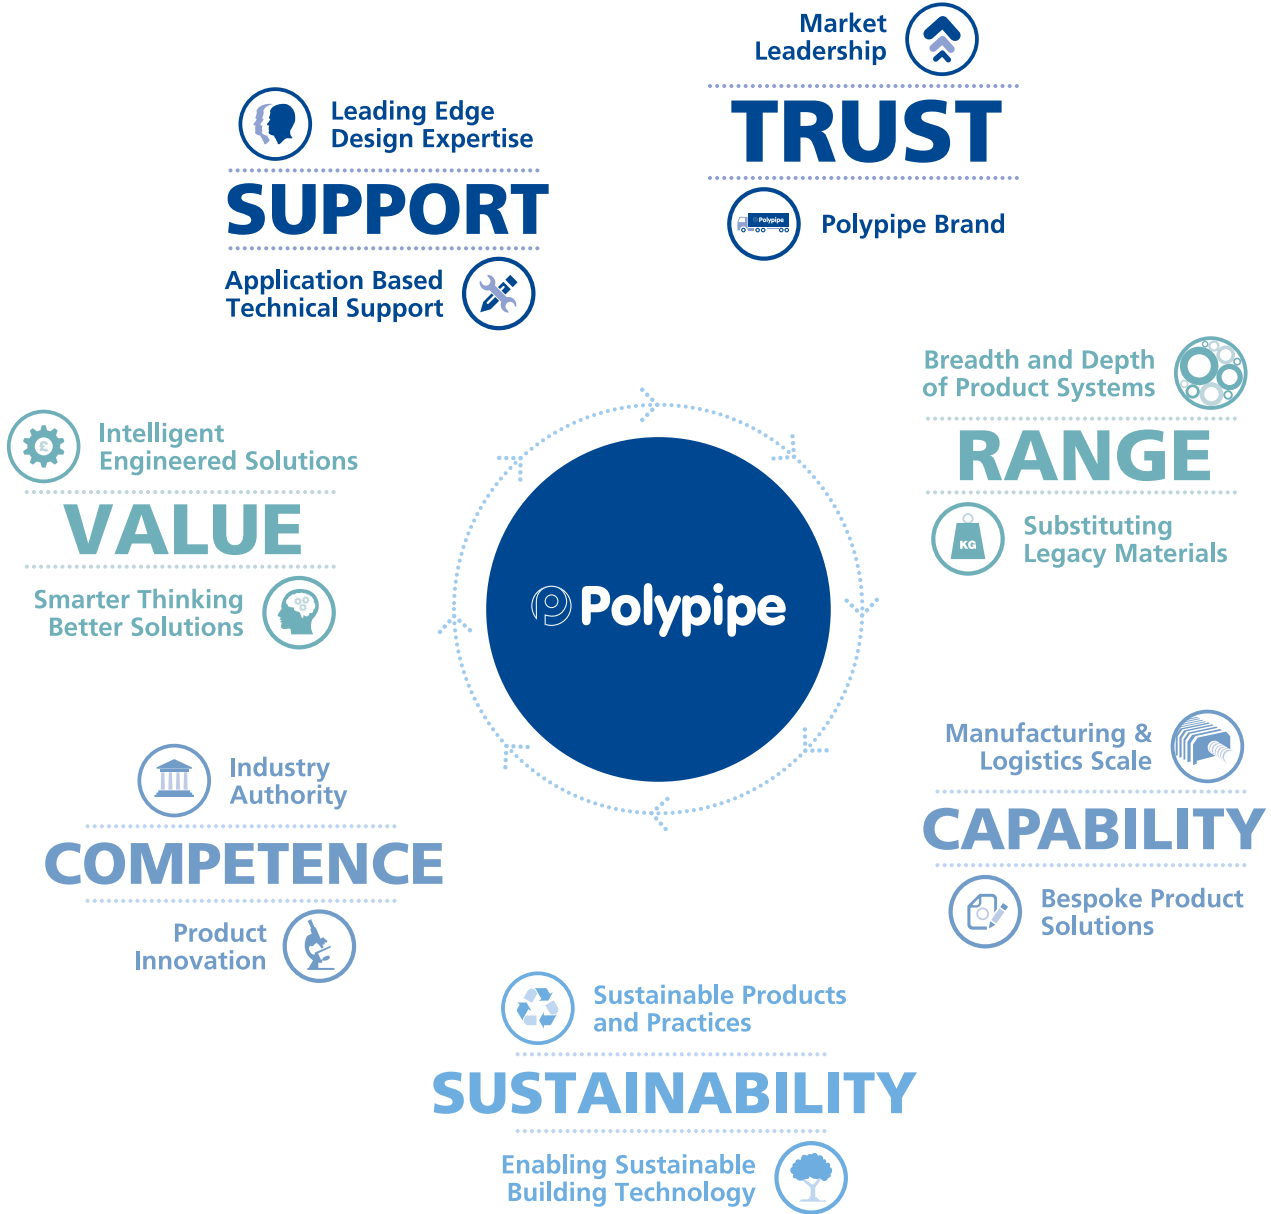 Market
Leadership
TRUST
Polypipe
Polypipe Brand
Leading Edge
Design Expertise
SUPPORT
Application Based
Technical Support
Breadth and Depth
of Product Systems
RANGE
KG
Substituting
Legacy Materials
£
Intelligent
Engineered Solutions
VALUE
Smarter Thinking
Better Solutions
Polypipe
Manufacturing &
Logistics Scale
CAPABILITY
Bespoke Product
Solutions
Industry
Authority
COMPETENCE
Product
Innovation
Sustainable Products
and Practices
SUSTAINABILITY
Enabling Sustainable
Building Technology